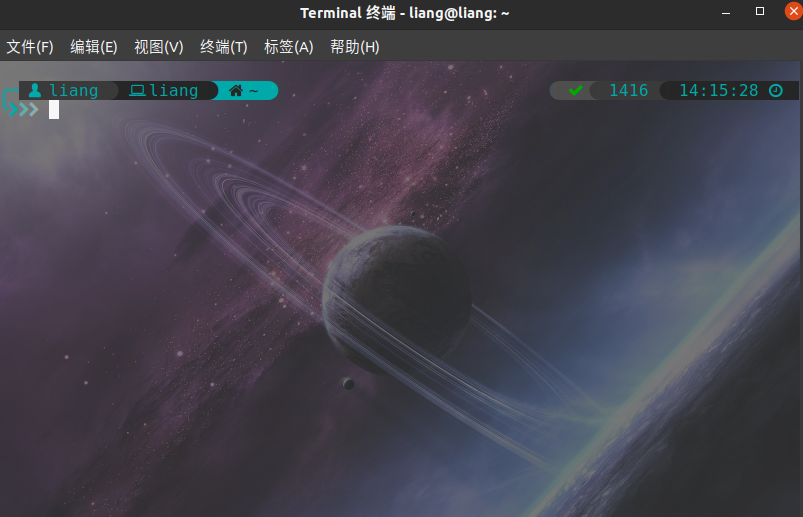 Terminal 终端 - liang@liang: ~
文件(F) 编辑(E) 视图(V) 终端(T) 标签(A) 帮助(H)
liang liang ~ 1416 14:15:28